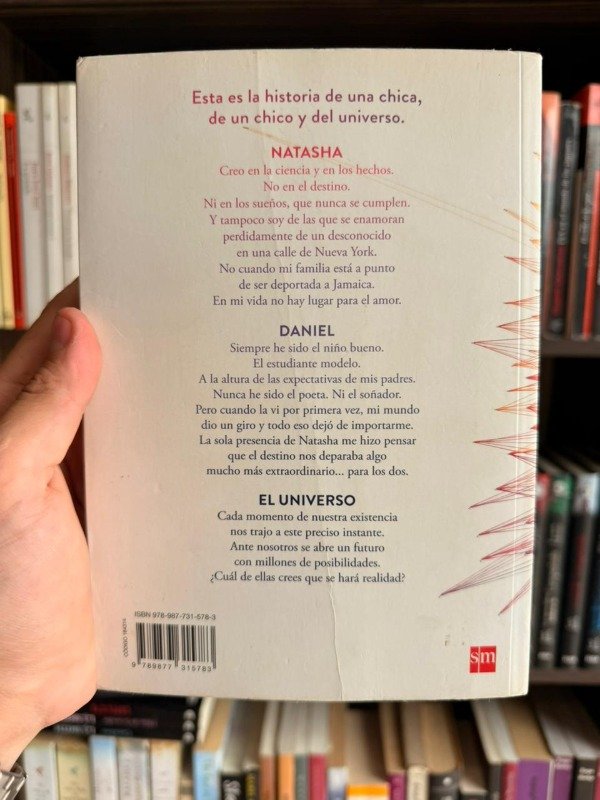 Esta es la historia de una chica,
de un chico y del universo.
NATASHA
Creo en la ciencia y en los hechos.
No en el destino.
Ni en los sueños, que nunca se cumplen.
Y tampoco soy de las que se enamoran
perdidamente de un desconocido
en una calle de Nueva York.
No cuando mi familia está a punto
de ser deportada a Jamaica.
En mi vida no hay lugar para el amor.
DANIEL
Siempre he sido el niño bueno.
El estudiante modelo.
A la altura de las expectativas de mis padres.
Nunca he sido el poeta. Ni el soñador.
Pero cuando la vi por primera vez, mi mundo
dio un giro y todo eso dejó de importarme.
La sola presencia de Natasha me hizo pensar
que el destino nos deparaba algo
mucho más extraordinario... para los dos.
EL UNIVERSO
Cada momento de nuestra existencia
nos trajo a este preciso instante.
Ante nosotros se abre un futuro
con millones de posibilidades.
¿Cuál de ellas crees que se hará realidad?
ISBN 978-987-731-578-3
9 789877 315783
sm